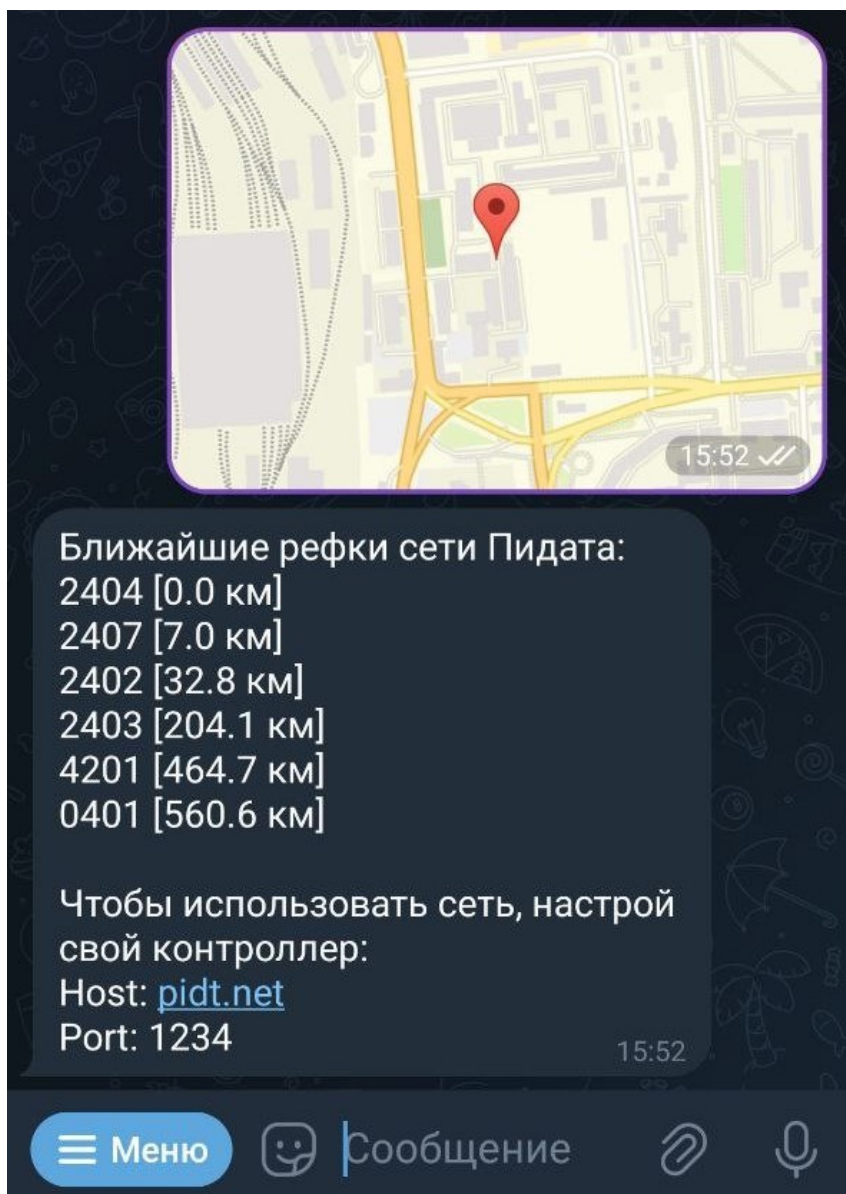 15:52
Ближайшие рефки сети Пидата:
2404 [0.0 км]
2407 [7.0 км]
2402 [32.8 км]
2403 [204.1 км]
4201 [464.7 км]
0401 [560.6 км]
Чтобы использовать сеть, настрой
свой контроллер:
Host: pidt.net
Port: 1234
15:52
Меню
Сообщение